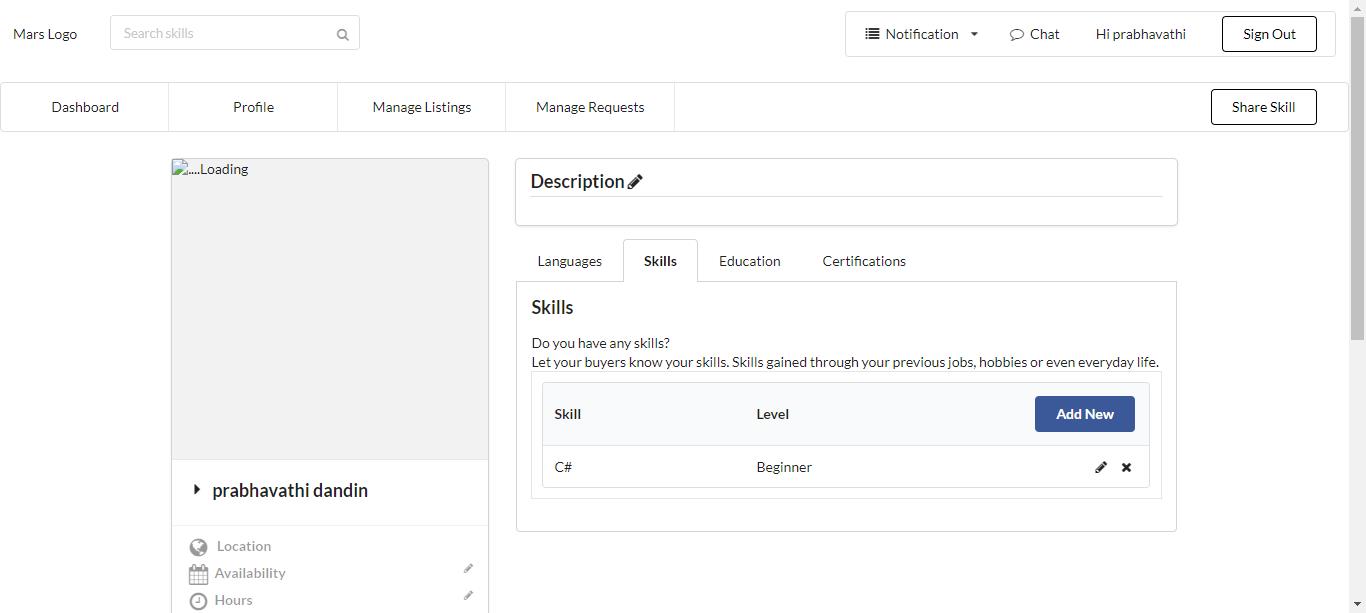 Mars Logo
Search skills
Notification
Chat
Hi prabhavathi
Sign Out
Dashboard
Profile
Manage Listings
Manage Requests
Share Skill
....Loading
prabhavathi dandin
Location
Availability
Hours
Description
Languages
Skills
Education
Certifications
Skills
Do you have any skills?
Let your buyers know your skills. Skills gained through your previous jobs, hobbies or even everyday life.
Skill
Level
Add New
C#
Beginner